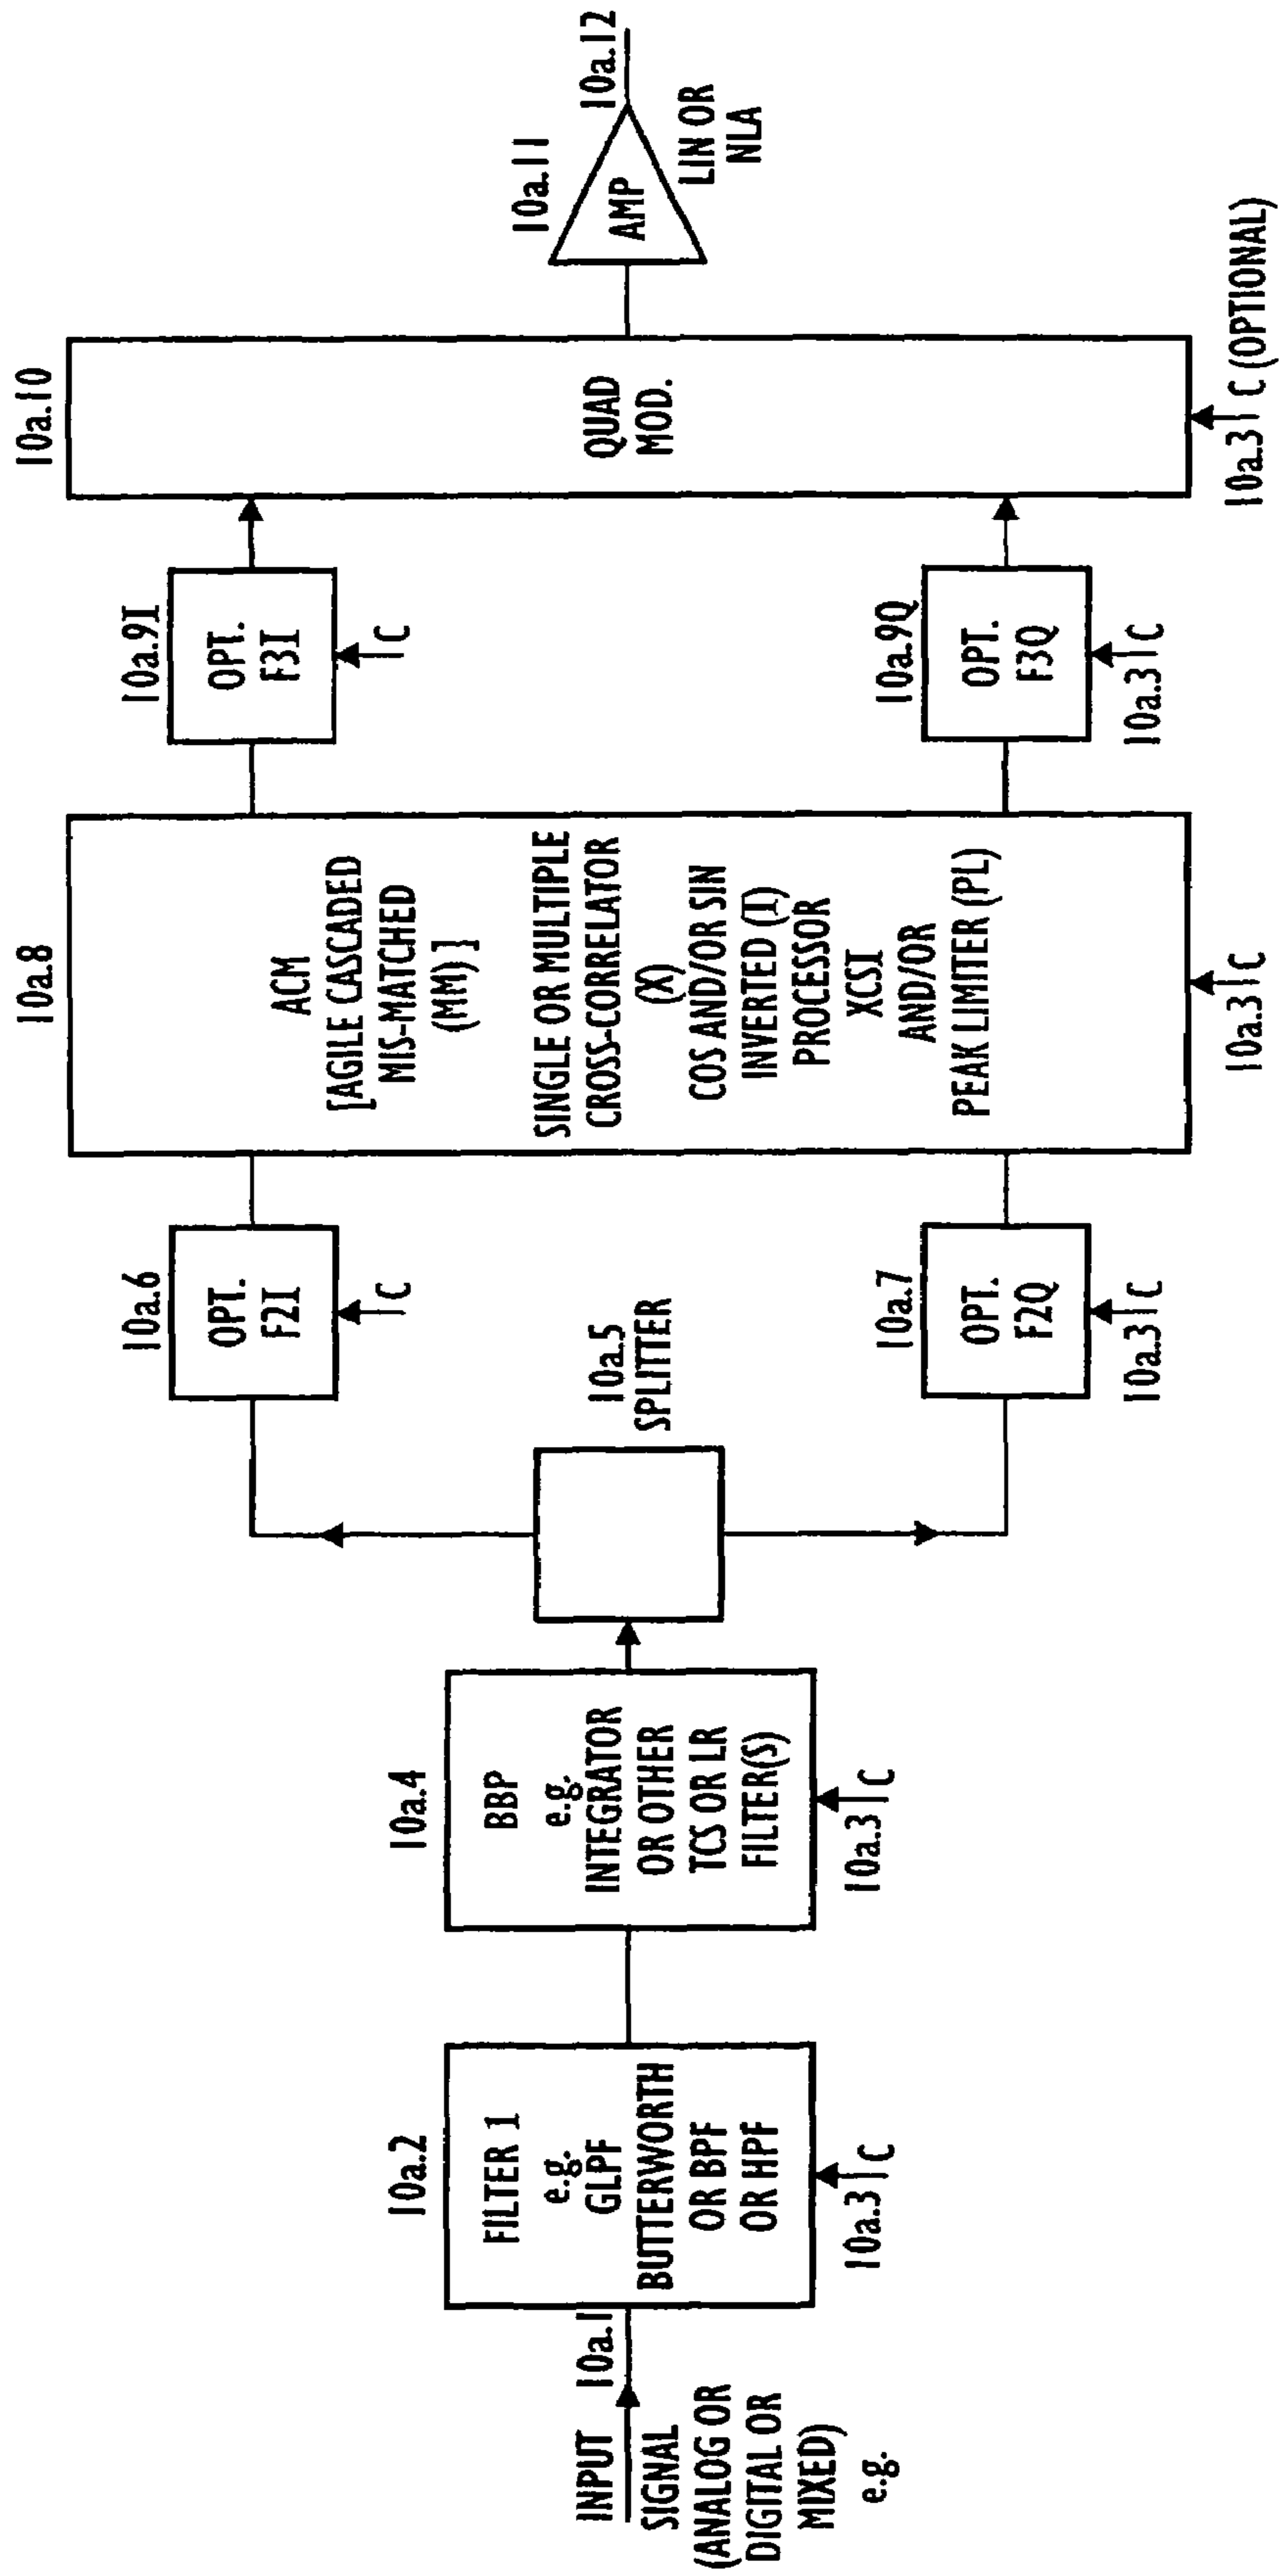 INPUT
SIGNAL
(ANALOG OR
DIGITAL OR
MIXED)
e.g.
10a.1
10a.2
FILTER 1
e.g.
GLPF
BUTTERWORTH
OR BPF
OR HPF
10a.3 C
10a.4
BBP
e.g.
INTEGRATOR
OR OTHER
TCS OR LR
FILTER(S)
10a.3 C
10a.5
SPLITTER
10a.6
OPT.
F2I
C
10a.7
OPT.
F2Q
10a.3 C
10a.8
ACM
[AGILE CASCADED
MIS-MATCHED
(MM)]
SINGLE OR MULTIPLE
CROSS-CORRELATOR
(X)
COS AND/OR SIN
INVERTED (I)
PROCESSOR
XCSI
AND/OR
PEAK LIMITER (PL)
10a.3 C
10a.9I
OPT.
F3I
C
10a.9Q
OPT.
F3Q
10a.3 C
10a.10
QUAD
MOD.
10a.3 C (OPTIONAL)
10a.11
AMP
LIN OR
NLA
10a.12